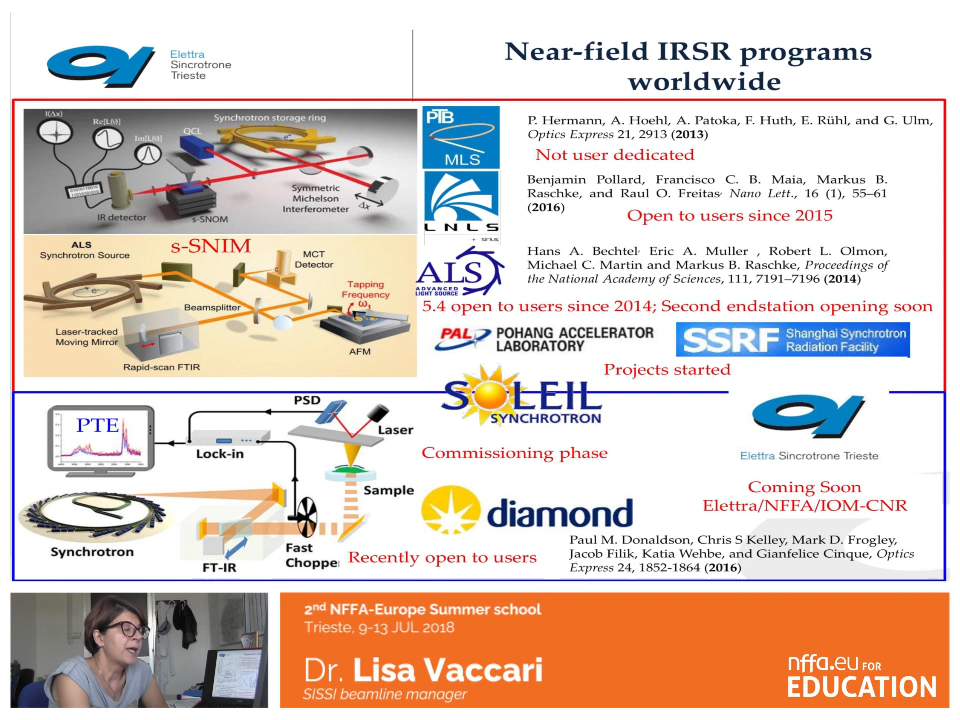 Elettra
Sincrotrone
Trieste
Near-field IRSR programs
worldwide
I(Δx)
Re[I(ῦ)]
Im[I(ῦ)]
QCL
Synchrotron storage ring
IR detector
s-SNOM
Symmetric
Michelson
Interferometer
Δx
PTB
MLS
P. Hermann, A. Hoehl, A. Patoka, F. Huth, E. Rühl, and G. Ulm,
Optics Express 21, 2913 (2013)
Not user dedicated
LNLS
+ sirius
Benjamin Pollard, Francisco C. B. Maia, Markus B.
Raschke, and Raul O. Freitas, Nano Lett., 16 (1), 55–61
(2016)
Open to users since 2015
ALS
Synchrotron Source
s-SNIM
MCT
Detector
Tapping
Frequency
ω
Beamsplitter
Laser-tracked
Moving Mirror
Rapid-scan FTIR
AFM
ALS
ADVANCED
LIGHT SOURCE
Hans A. Bechtel, Eric A. Muller , Robert L. Olmon,
Michael C. Martin and Markus B. Raschke, Proceedings of
the National Academy of Sciences, 111, 7191–7196 (2014)
5.4 open to users since 2014; Second endstation opening soon
PAL
POHANG ACCELERATOR
LABORATORY
SSRF
Shanghai Synchrotron
Radiation Facility
Projects started
PTE
PSD
Laser
Lock-in
Sample
Synchrotron
FT-IR
Fast
Choppe
SOLEIL
SYNCHROTRON
Commissioning phase
Elettra Sincrotrone Trieste
Coming Soon
Elettra/NFFA/IOM-CNR
diamond
Recently open to users
Paul M. Donaldson, Chris S Kelley, Mark D. Frogley,
Jacob Filik, Katia Wehbe, and Gianfelice Cinque, Optics
Express 24, 1852-1864 (2016)
2nd NFFA-Europe Summer school
Trieste, 9-13 JUL 2018
Dr. Lisa Vaccari
SISSI beamline manager
nffa.eu FOR
EDUCATION